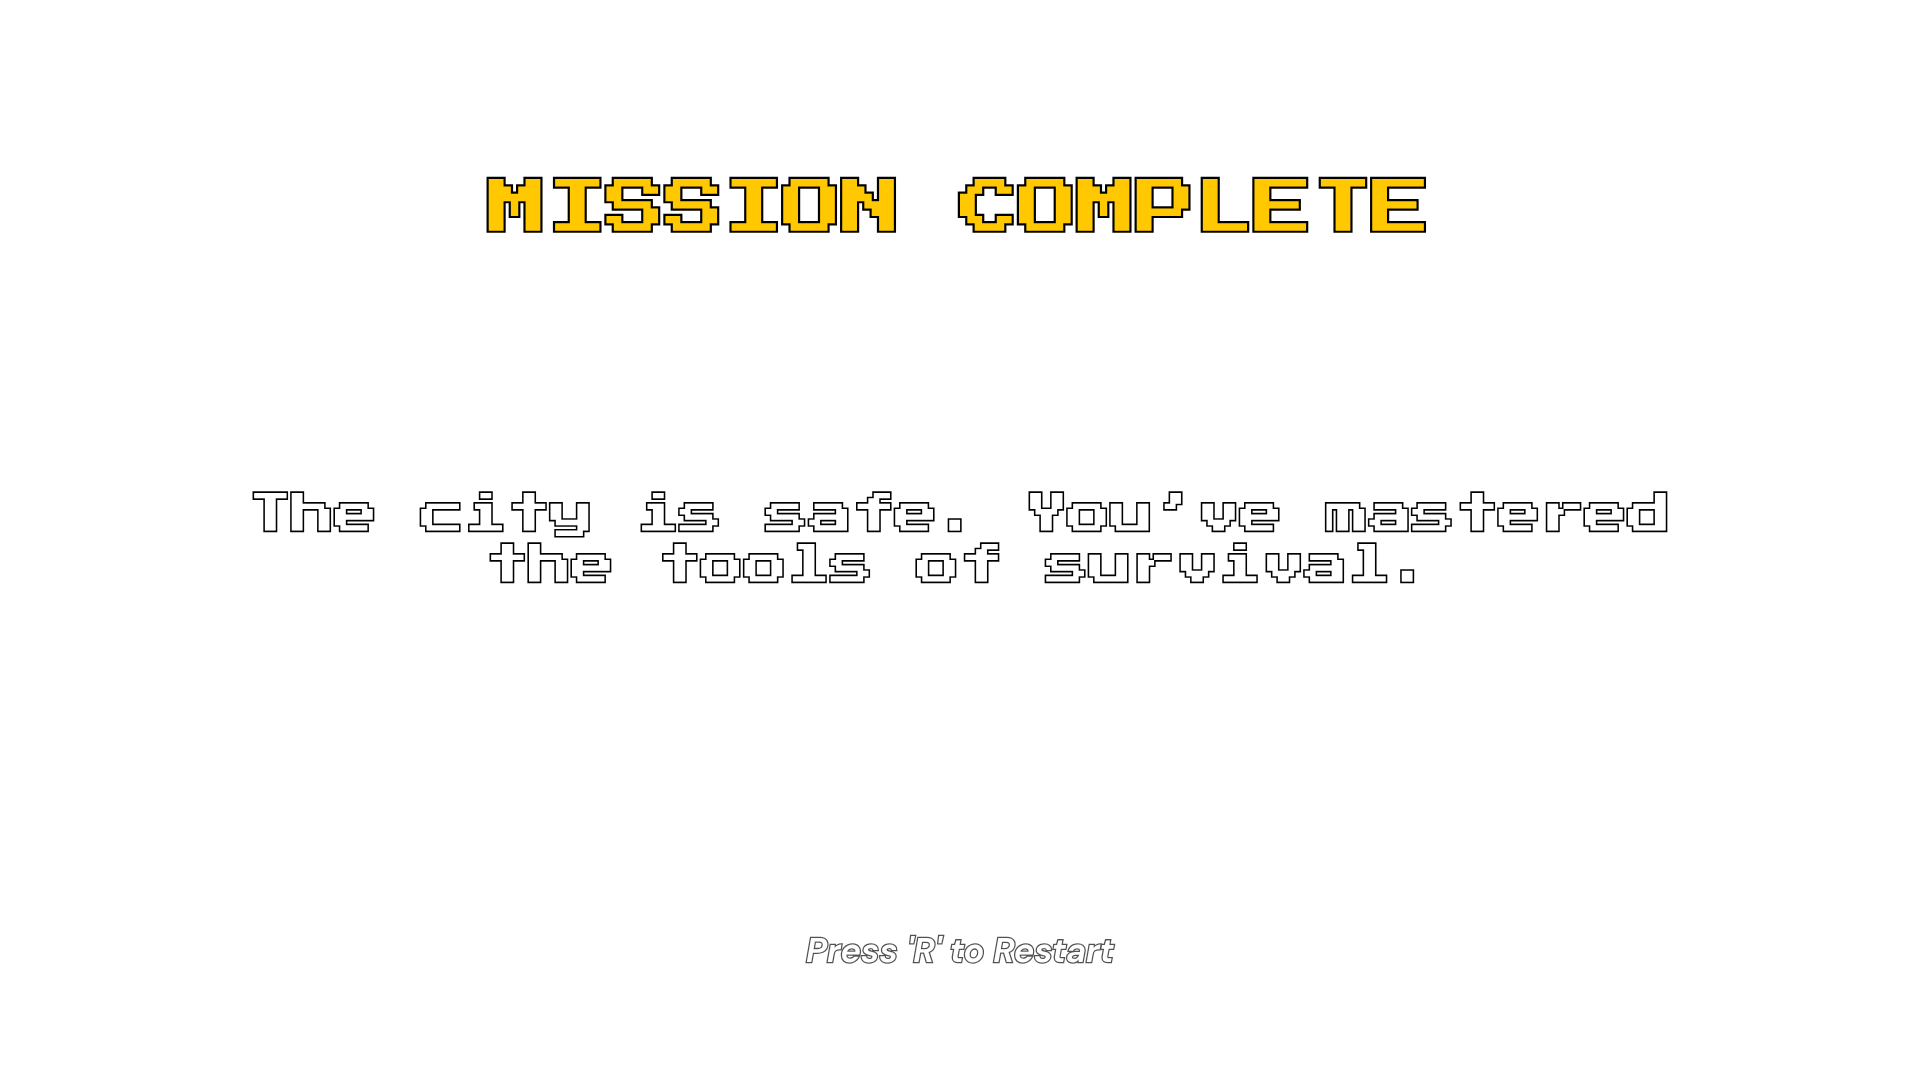 MISSION COMPLETE
The city is safe. You've mastered
the tools of survival.
Press 'R' to Restart